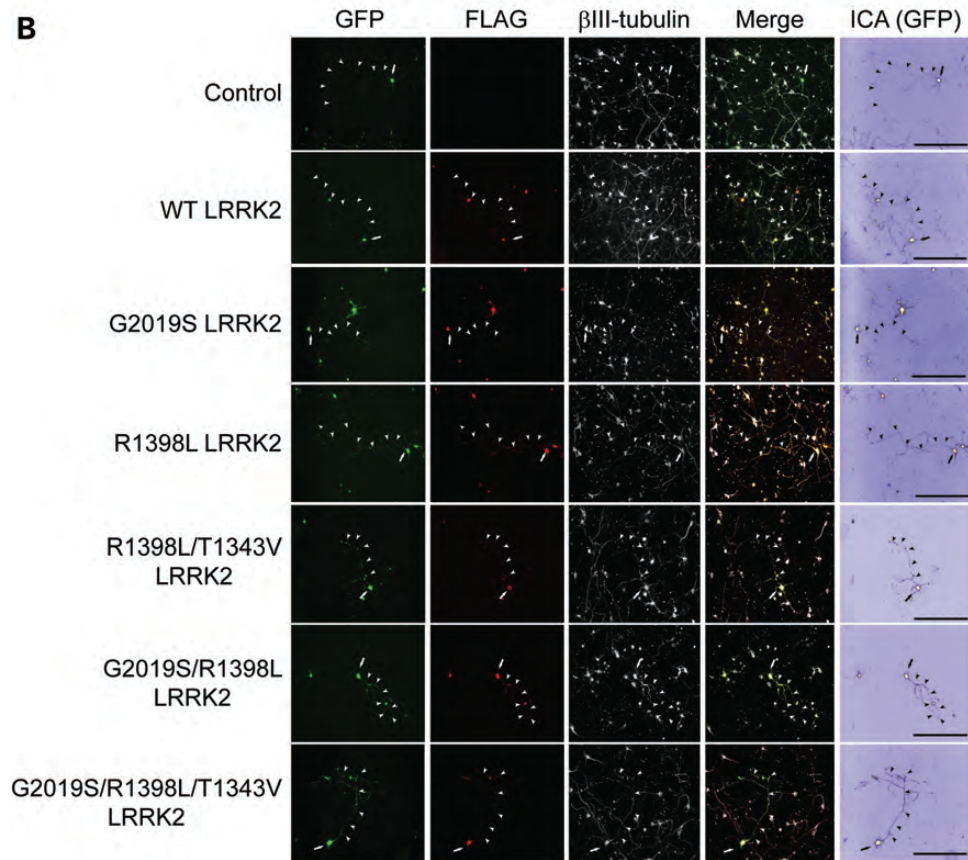 B
GFP FLAG βIII-tubulin Merge ICA (GFP)
Control
WT LRRK2
G2019S LRRK2
R1398L LRRK2
R1398L/T1343V
LRRK2
G2019S/R1398L
LRRK2
G2019S/R1398L/T1343V
LRRK2